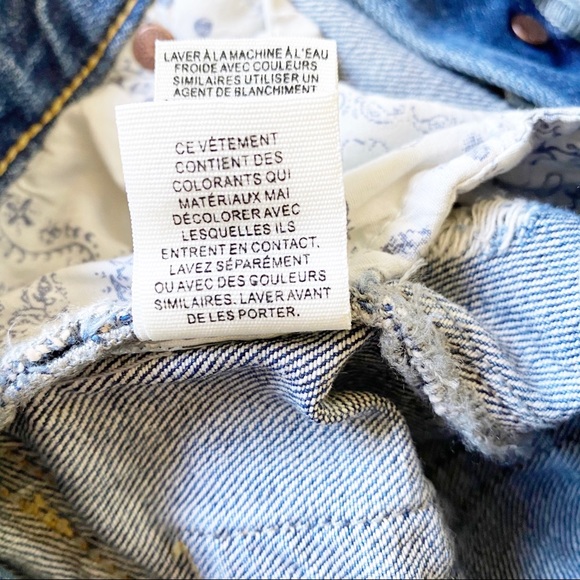 LAVER À LA MACHINE À L'EAU
FROIDE AVEC COULEURS
SIMILAIRES UTILISER UN
AGENT DE BLANCHIMENT
CE VÊTEMENT
CONTIENT DES
COLORANTS QUI
MATÉRIAUX MAI
DÉCOLORER AVEC
LESQUELLES ILS
ENTRENT EN CONTACT.
LAVEZ SÉPARÉMENT
OU AVEC DES GOULEURS
SIMILAIRES. LAVER AVANT
DE LES PORTER.